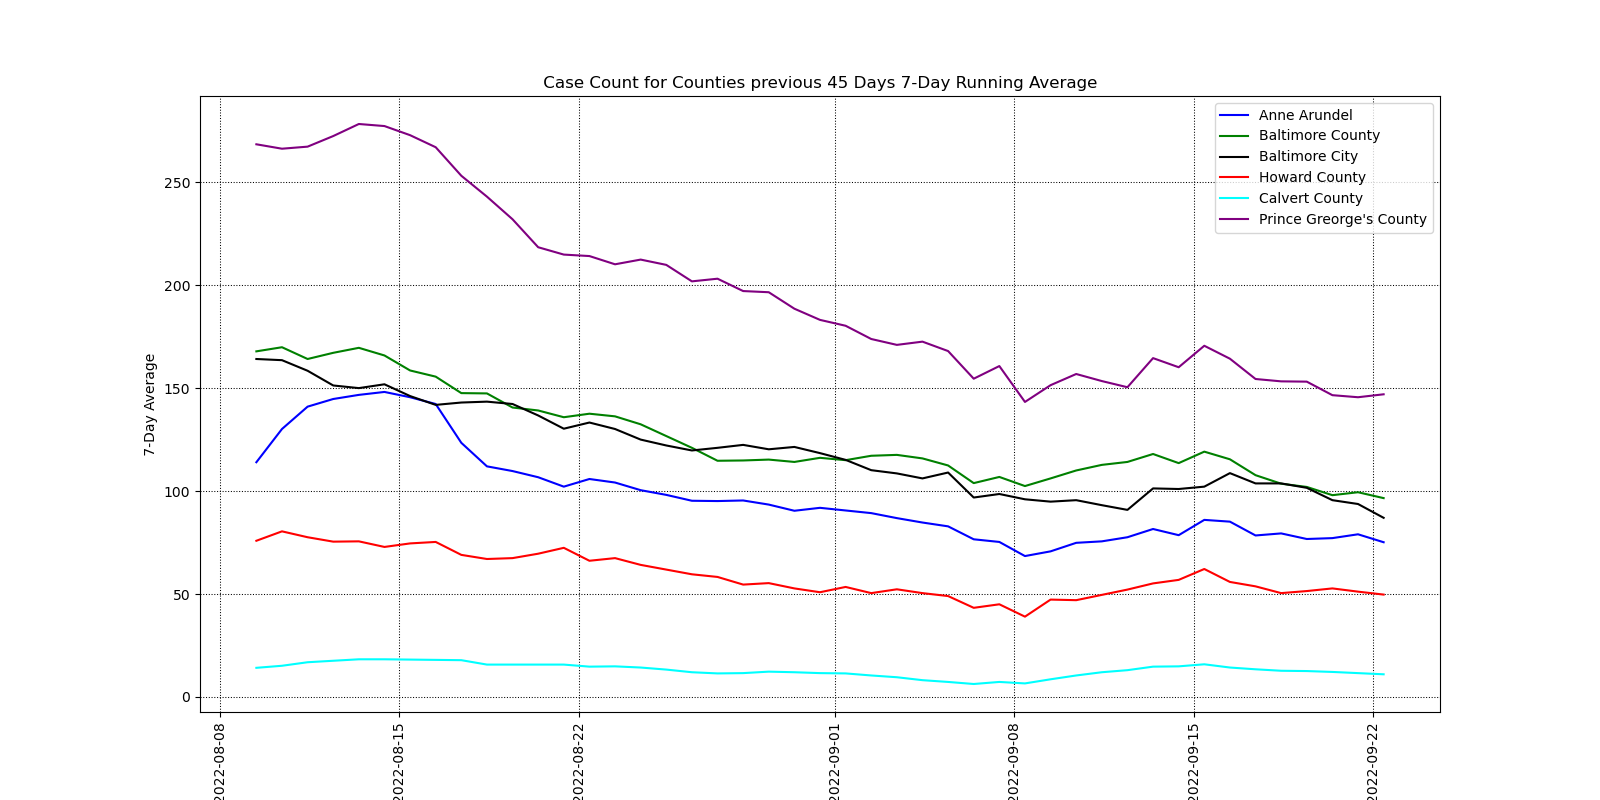 Case Count for Counties previous 45 Days 7-Day Running Average
Anne Arundel
Baltimore County
Baltimore City
Howard County
Calvert County
Prince Greorge's County
7-Day Average
250
200
150
100
50
0
2022-08-08
2022-08-15
2022-08-22
2022-09-01
2022-09-08
2022-09-15
2022-09-22